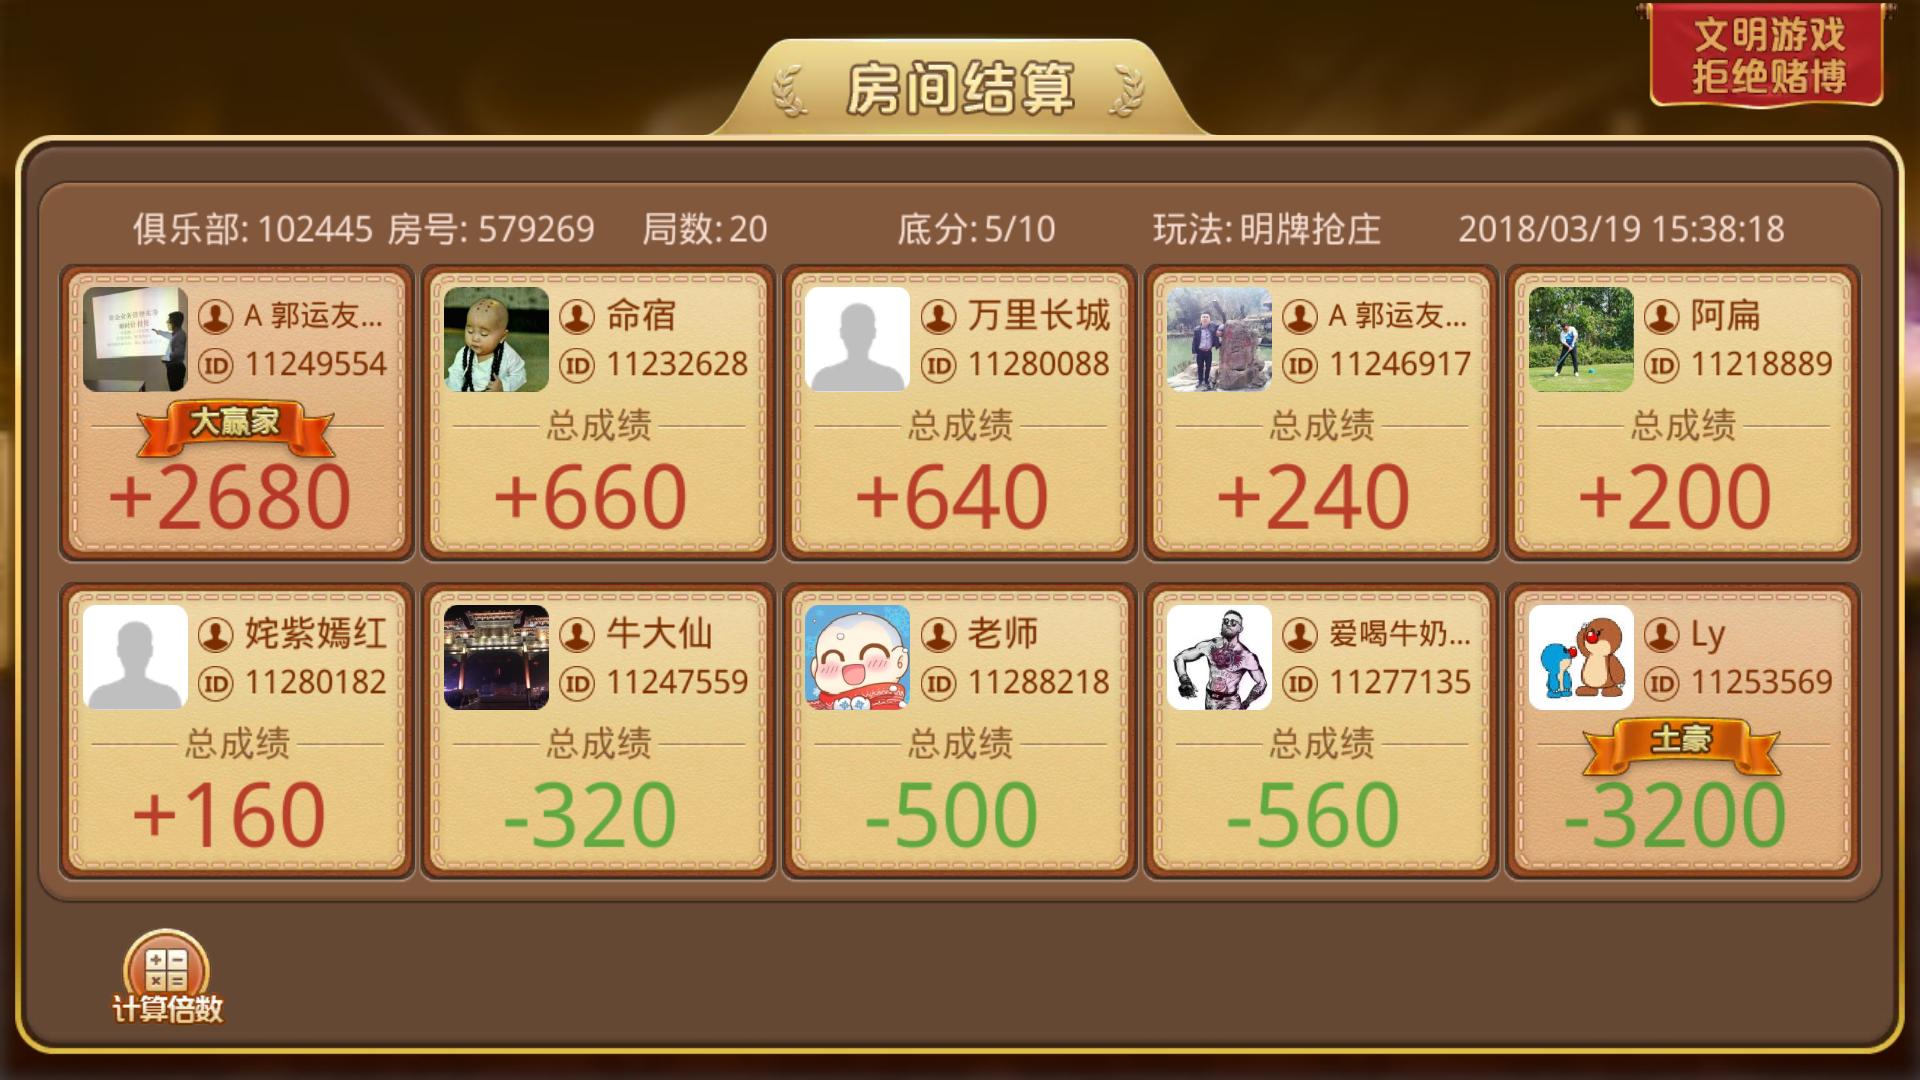 房间结算
文明游戏
拒绝赌博
俱乐部: 102445 房号: 579269 局数: 20 底分: 5/10 玩法: 明牌抢庄 2018/03/19 15:38:18
A 郭运友...
ID 11249554
大赢家
+2680
命宿
ID 11232628
总成绩
+660
万里长城
ID 11280088
总成绩
+640
A 郭运友...
ID 11246917
总成绩
+240
阿扁
ID 11218889
总成绩
+200
姹紫嫣红
ID 11280182
总成绩
+160
牛大仙
ID 11247559
总成绩
-320
老师
ID 11288218
总成绩
-500
爱喝牛奶...
ID 11277135
总成绩
-560
Ly
ID 11253569
土豪
-3200
计算倍数